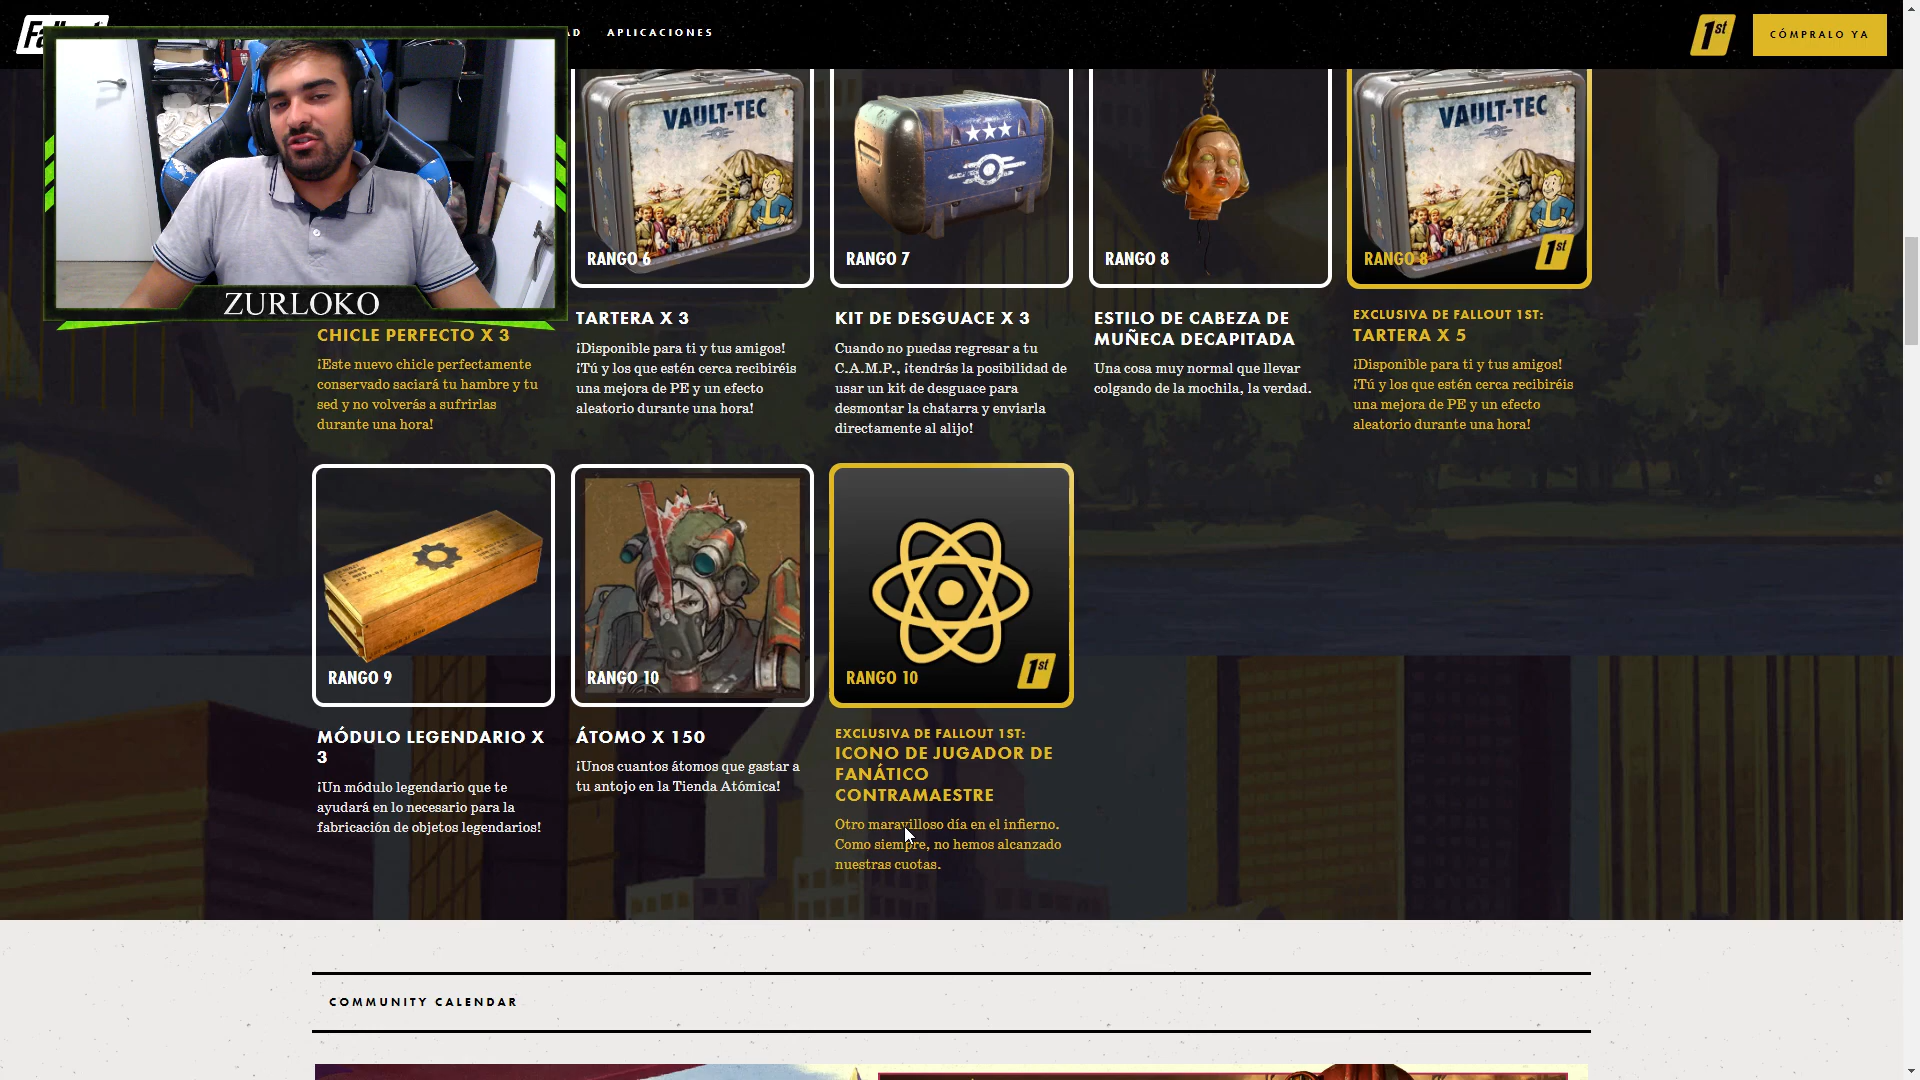 APLICACIONES
1st
CÓMPRALO YA
ZURLOKO
VAULT-TEC
RANGO 6
RANGO 7
RANGO 8
VAULT-TEC
RANGO 8
1st
CHICLE PERFECTO X 3
¡Este nuevo chicle perfectamente
conservado saciará tu hambre y tu
sed y no volverás a sufrirlas
durante una hora!
TARTERA X 3
¡Disponible para ti y tus amigos!
¡Tú y los que estén cerca recibiréis
una mejora de PE y un efecto
aleatorio durante una hora!
KIT DE DESGUACE X 3
Cuando no puedas regresar a tu
C.A.M.P., ¡tendrás la posibilidad de
usar un kit de desguace para
desmontar la chatarra y enviarla
directamente al alijo!
ESTILO DE CABEZA DE
MUÑECA DECAPITADA
Una cosa muy normal que llevar
colgando de la mochila, la verdad.
EXCLUSIVA DE FALLOUT 1ST:
TARTERA X 5
¡Disponible para ti y tus amigos!
¡Tú y los que estén cerca recibiréis
una mejora de PE y un efecto
aleatorio durante una hora!
RANGO 9
RANGO 10
RANGO 10
1st
MÓDULO LEGENDARIO X
3
¡Un módulo legendario que te
ayudará en lo necesario para la
fabricación de objetos legendarios!
ÁTOMO X 150
¡Unos cuantos átomos que gastar a
tu antojo en la Tienda Atómica!
EXCLUSIVA DE FALLOUT 1ST:
ICONO DE JUGADOR DE
FANÁTICO
CONTRAMAESTRE
Otro maravilloso día en el infierno.
Como siempre, no hemos alcanzado
nuestras cuotas.
COMMUNITY CALENDAR